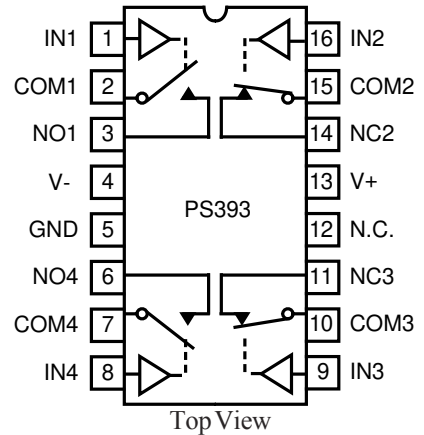 IN1 1 16 IN2
COM1 2 15 COM2
NO1 3 14 NC2
V- 4 13 V+
PS393
GND 5 12 N.C.
NO4 6 11 NC3
COM4 7 10 COM3
IN4 8 9 IN3
Top View